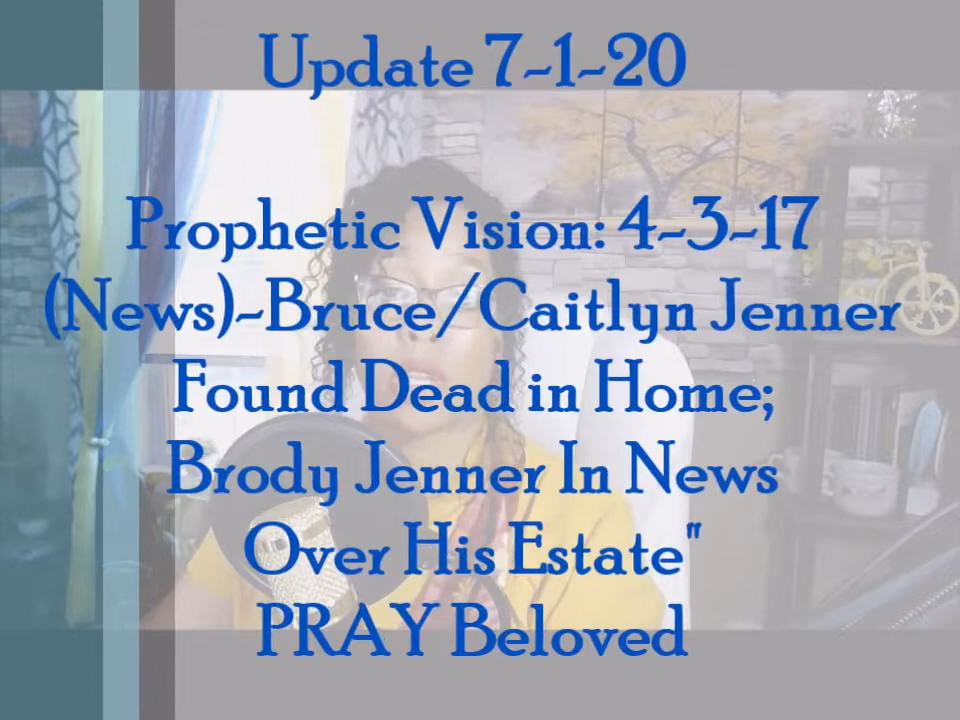 Update 7-1-20
Prophetic Vision: 4-3-17
(News)-Bruce/Caitlyn Jenner
Found Dead in Home;
Brody Jenner In News
Over His Estate"
PRAY Beloved